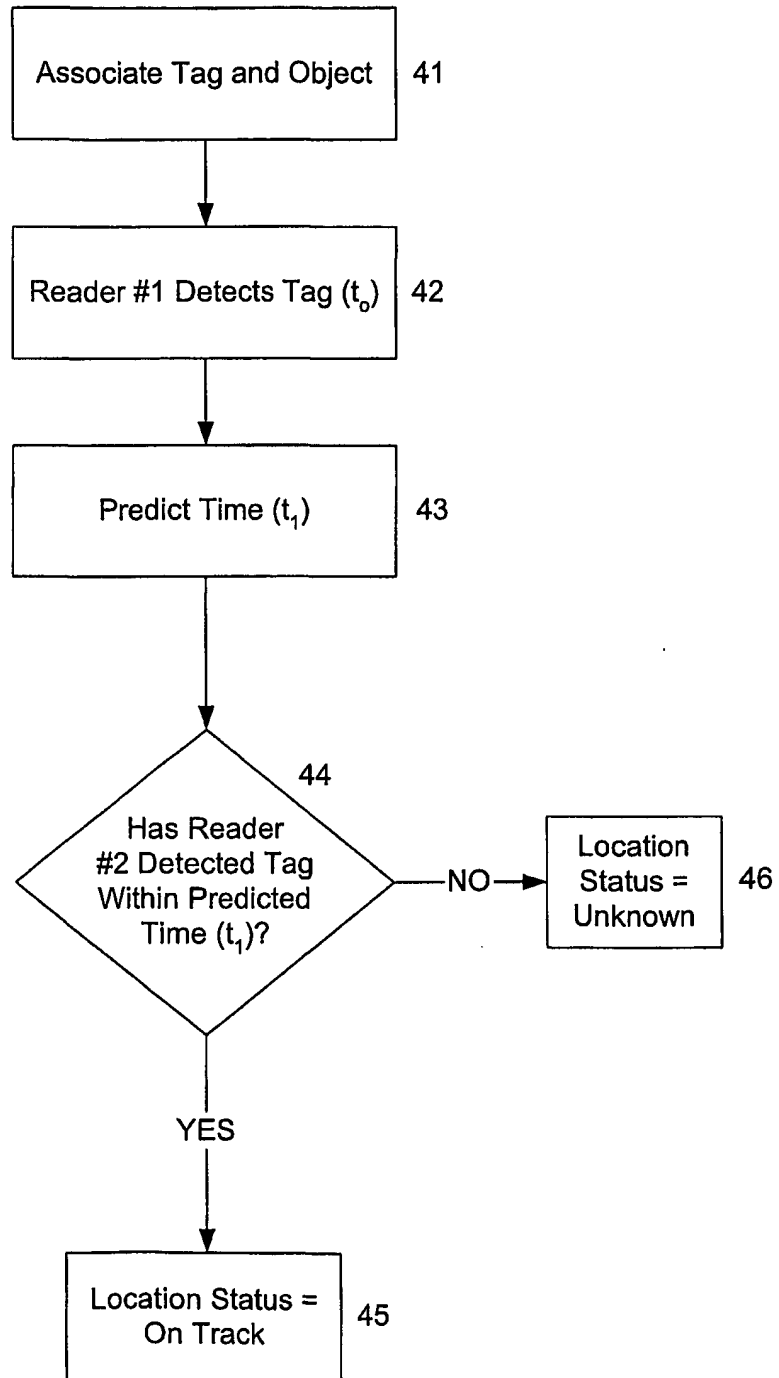 Associate Tag and Object
41
Reader #1 Detects Tag (t₀)
42
Predict Time (t₁)
43
44
Has Reader
#2 Detected Tag
Within Predicted
Time (t₁)?
NO
Location
Status =
Unknown
46
YES
Location Status =
On Track
45